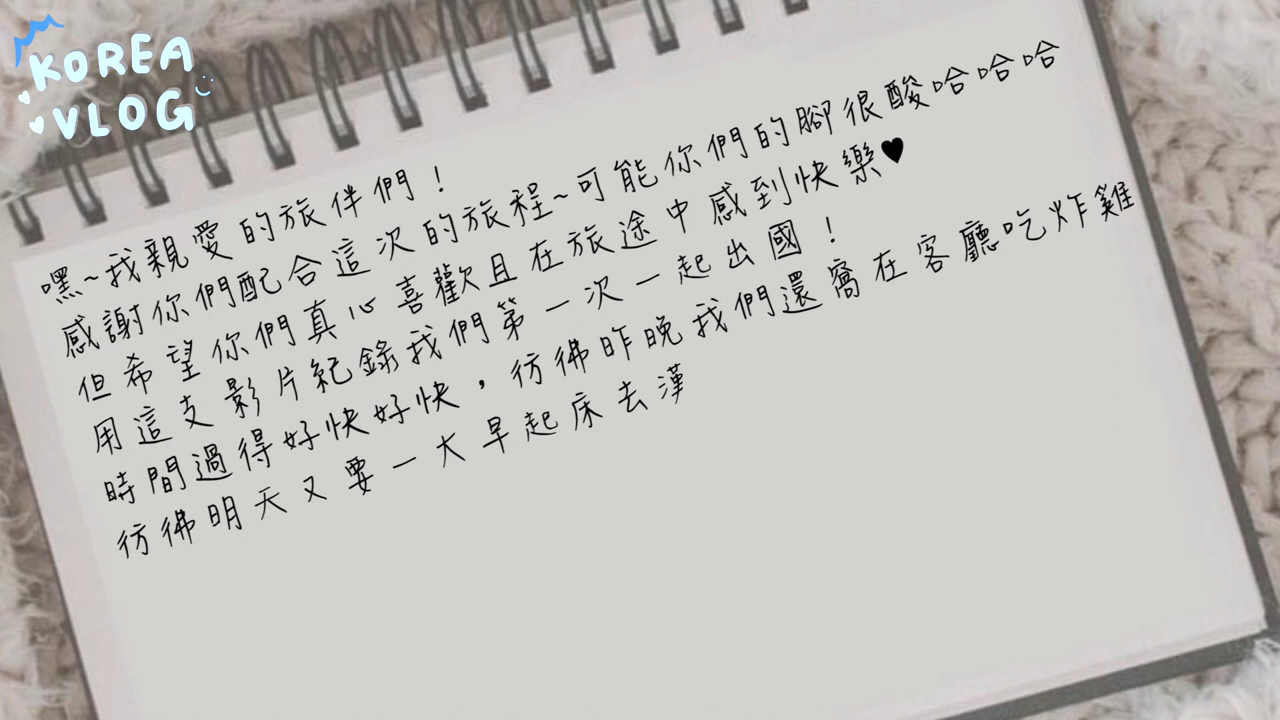 KOREA
VLOG
嘿~我親愛的旅伴們！
感謝你們配合這次的旅程~可能你們的腳很酸哈哈哈
但希望你們真心喜歡且在旅途中感到快樂♥
用這支影片紀錄我們第一次一起出國！
時間過得好快好快，彷彿昨晚我們還窩在客廳吃炸雞
彷彿明天又要一大早起床去漢